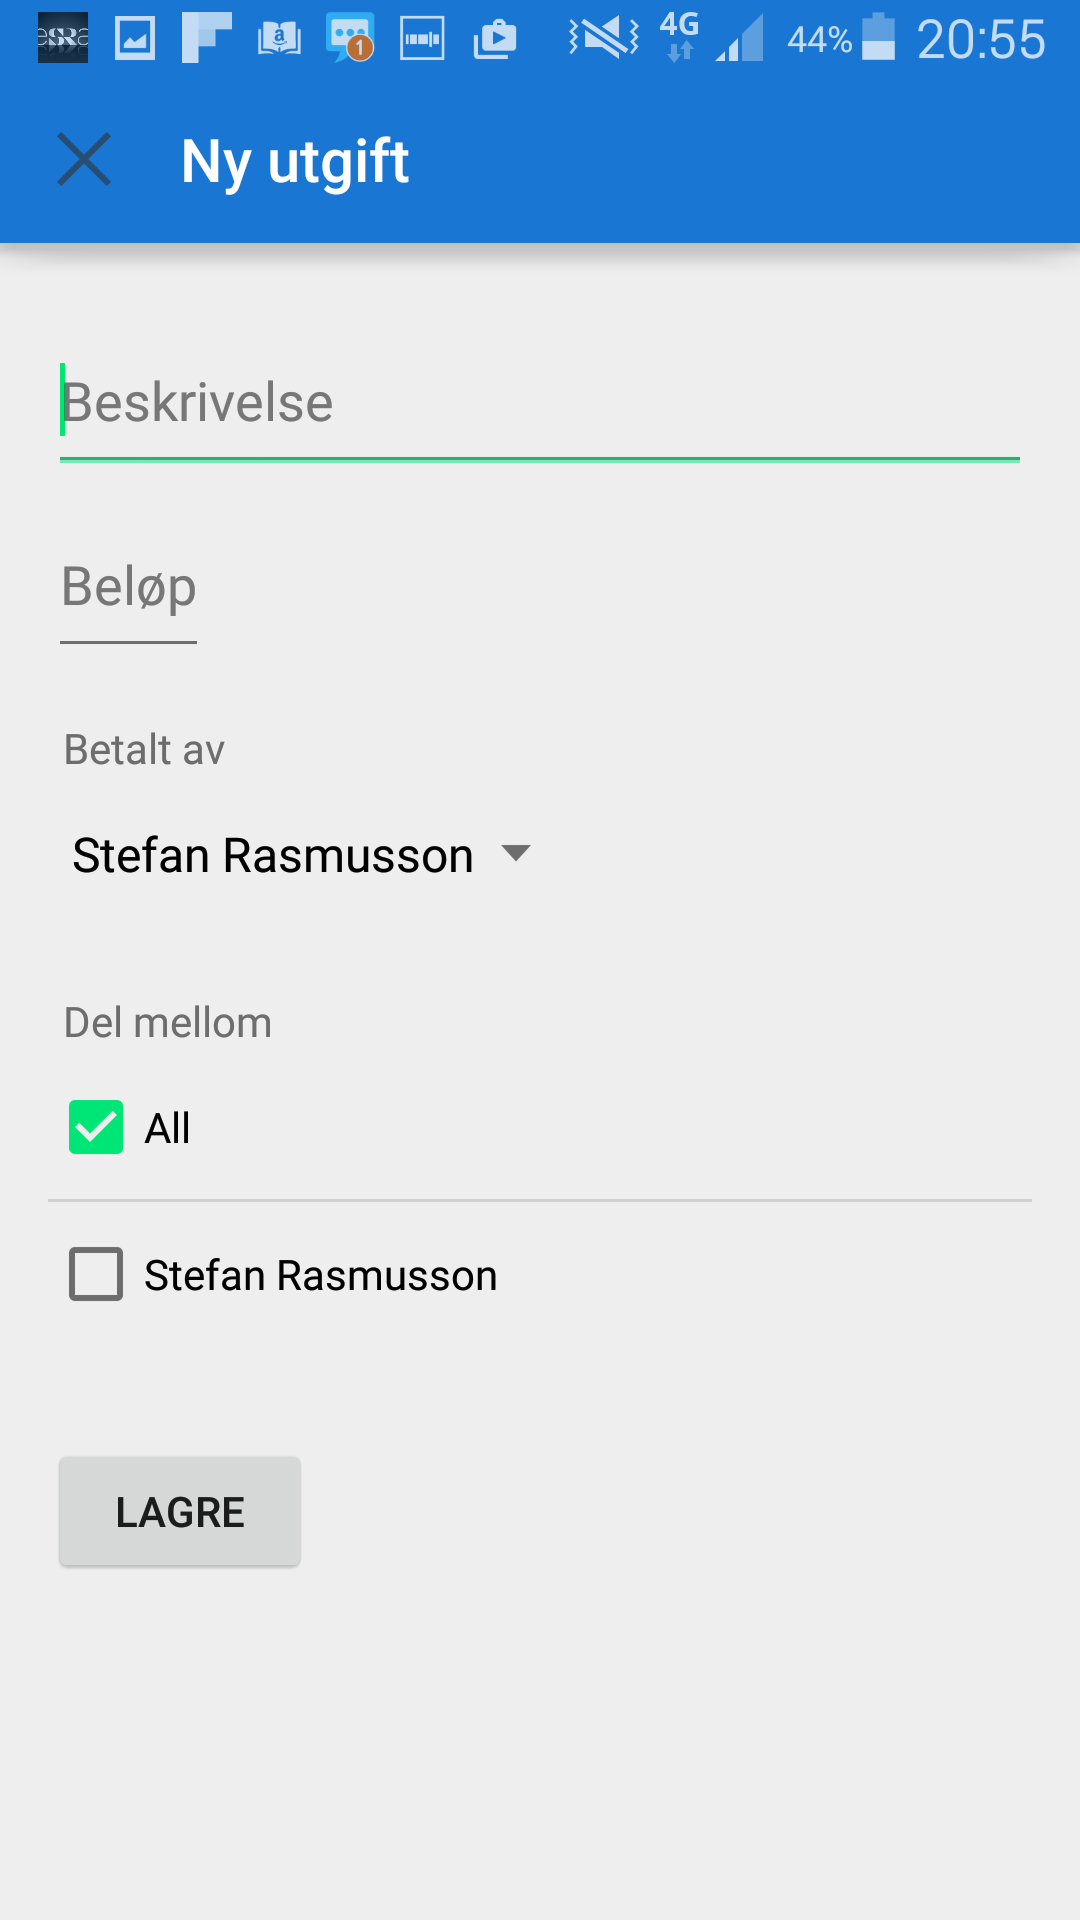 4G 44% 20:55
Ny utgift
Beskrivelse
Beløp
Betalt av
Stefan Rasmusson
Del mellom
All
Stefan Rasmusson
LAGRE